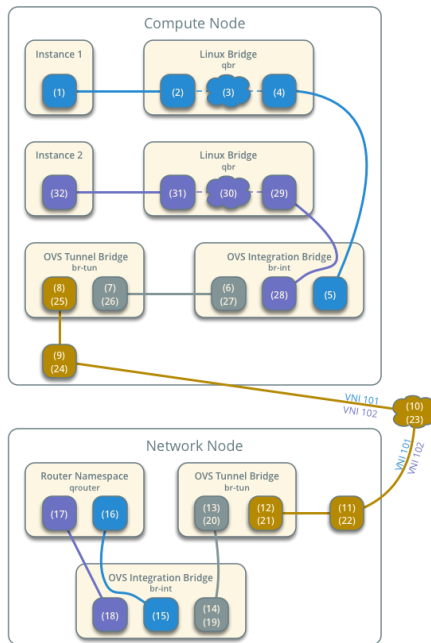 Compute Node
Instance 1
Linux Bridge
qbr
(1)
(2)
(3)
(4)
Instance 2
Linux Bridge
qbr
(32)
(31)
(30)
(29)
OVS Tunnel Bridge
br-tun
OVS Integration Bridge
br-int
(8)
(25)
(7)
(26)
(6)
(27)
(28)
(5)
(9)
(24)
VNI 101
VNI 102
(10)
(23)
Network Node
VNI 101
VNI 102
Router Namespace
qrouter
OVS Tunnel Bridge
br-tun
(17)
(16)
(13)
(20)
(12)
(21)
(11)
(22)
OVS Integration Bridge
br-int
(18)
(15)
(14)
(19)